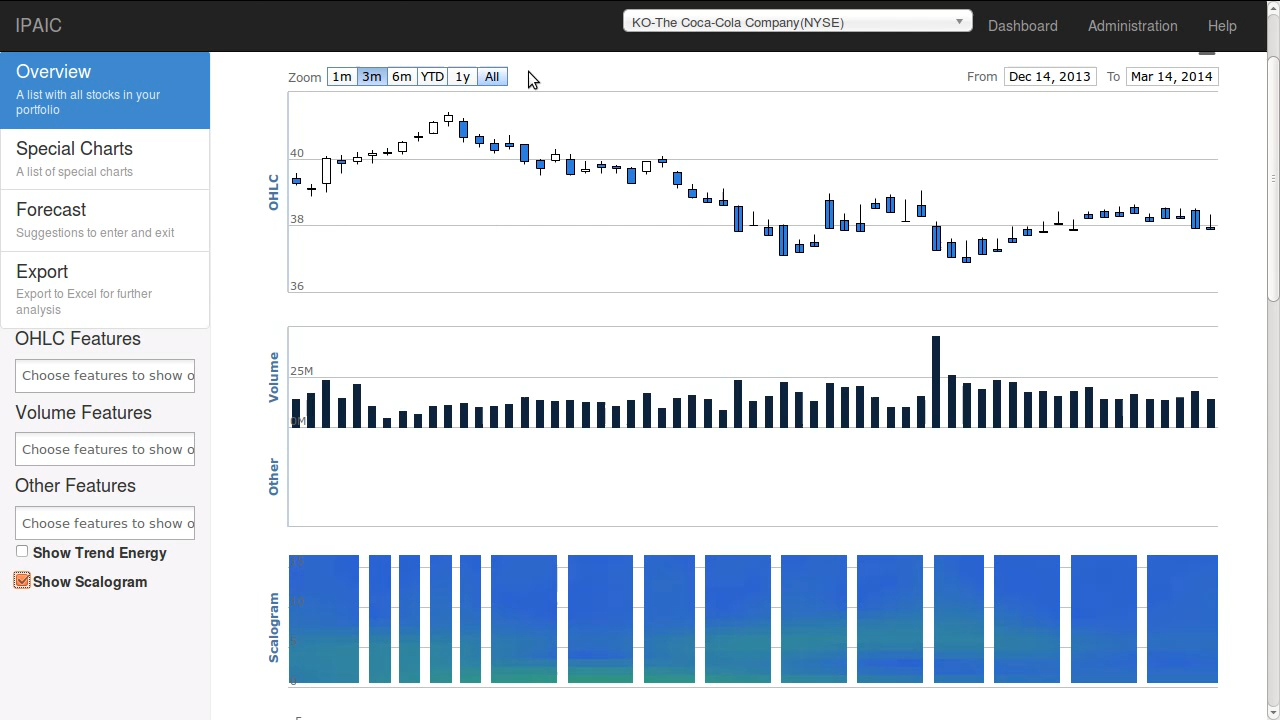 IPAIC
KO-The Coca-Cola Company(NYSE)
Dashboard
Administration
Help
Overview
A list with all stocks in your
portfolio
Special Charts
A list of special charts
Forecast
Suggestions to enter and exit
Export
Export to Excel for further
analysis
OHLC Features
Choose features to show o
Volume Features
Choose features to show o
Other Features
Choose features to show o
Show Trend Energy
Show Scalogram
Zoom 1m 3m 6m YTD 1y All
From Dec 14, 2013 To Mar 14, 2014
OHLC
40
38
36
Volume
25M
0M
Other
Scalogram